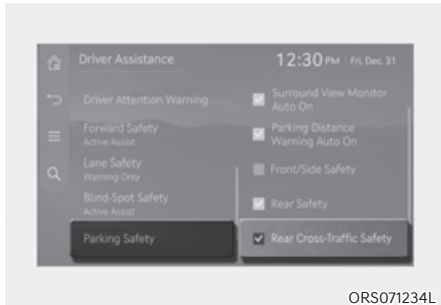 Driver Assistance
12:30 PM Fri, Dec. 31
Driver Attention Warning
Forward Safety
Active Assist
Lane Safety
Warning Only
Blind-Spot Safety
Active Assist
Parking Safety
Surround View Monitor
Auto On
Parking Distance
Warning Auto On
Front/Side Safety
Rear Safety
Rear Cross-Traffic Safety
ORS071234L